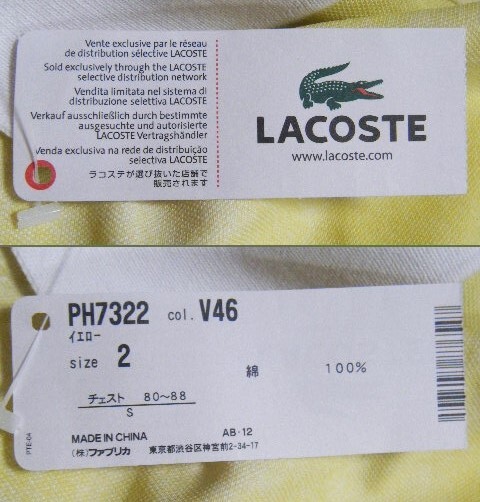 Vente exclusive par le réseau
de distribution sélective LACOSTE
Sold exclusively through the LACOSTE
selective distribution network
Vendita limitata nel sistema di
distribuzione selettiva LACOSTE
Verkauf ausschließlich durch bestimmte
ausgesuchte und autorisierte
LACOSTE Vertragshändler
Venda exclusiva na rede de distribuição
selectiva LACOSTE
ラコステが選び抜いた店舗で
販売されます
LACOSTE
www.lacoste.com
PH7322 col. V46
イエロー
size 2
綿 100%
チェスト 80~88
S
MADE IN CHINA AB-12
(株)ファブリカ 東京都渋谷区神宮前2-34-17
PTE-04